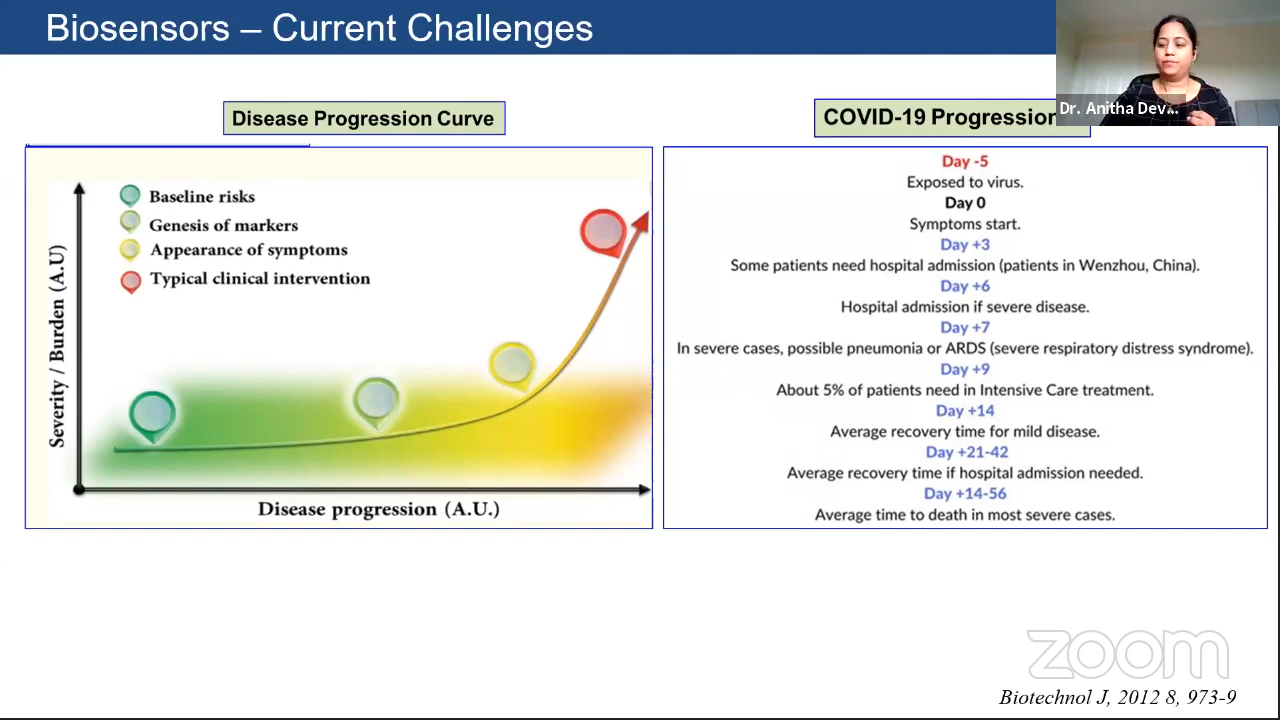 Biosensors – Current Challenges
Dr. Anitha Dev...
Disease Progression Curve
COVID-19 Progression
Baseline risks
Genesis of markers
Appearance of symptoms
Typical clinical intervention
Severity / Burden (A.U)
Disease progression (A.U.)
Day -5
Exposed to virus.
Day 0
Symptoms start.
Day +3
Some patients need hospital admission (patients in Wenzhou, China).
Day +6
Hospital admission if severe disease.
Day +7
In severe cases, possible pneumonia or ARDS (severe respiratory distress syndrome).
Day +9
About 5% of patients need in Intensive Care treatment.
Day +14
Average recovery time for mild disease.
Day +21-42
Average recovery time if hospital admission needed.
Day +14-56
Average time to death in most severe cases.
zoom
Biotechnol J, 2012 8, 973-9